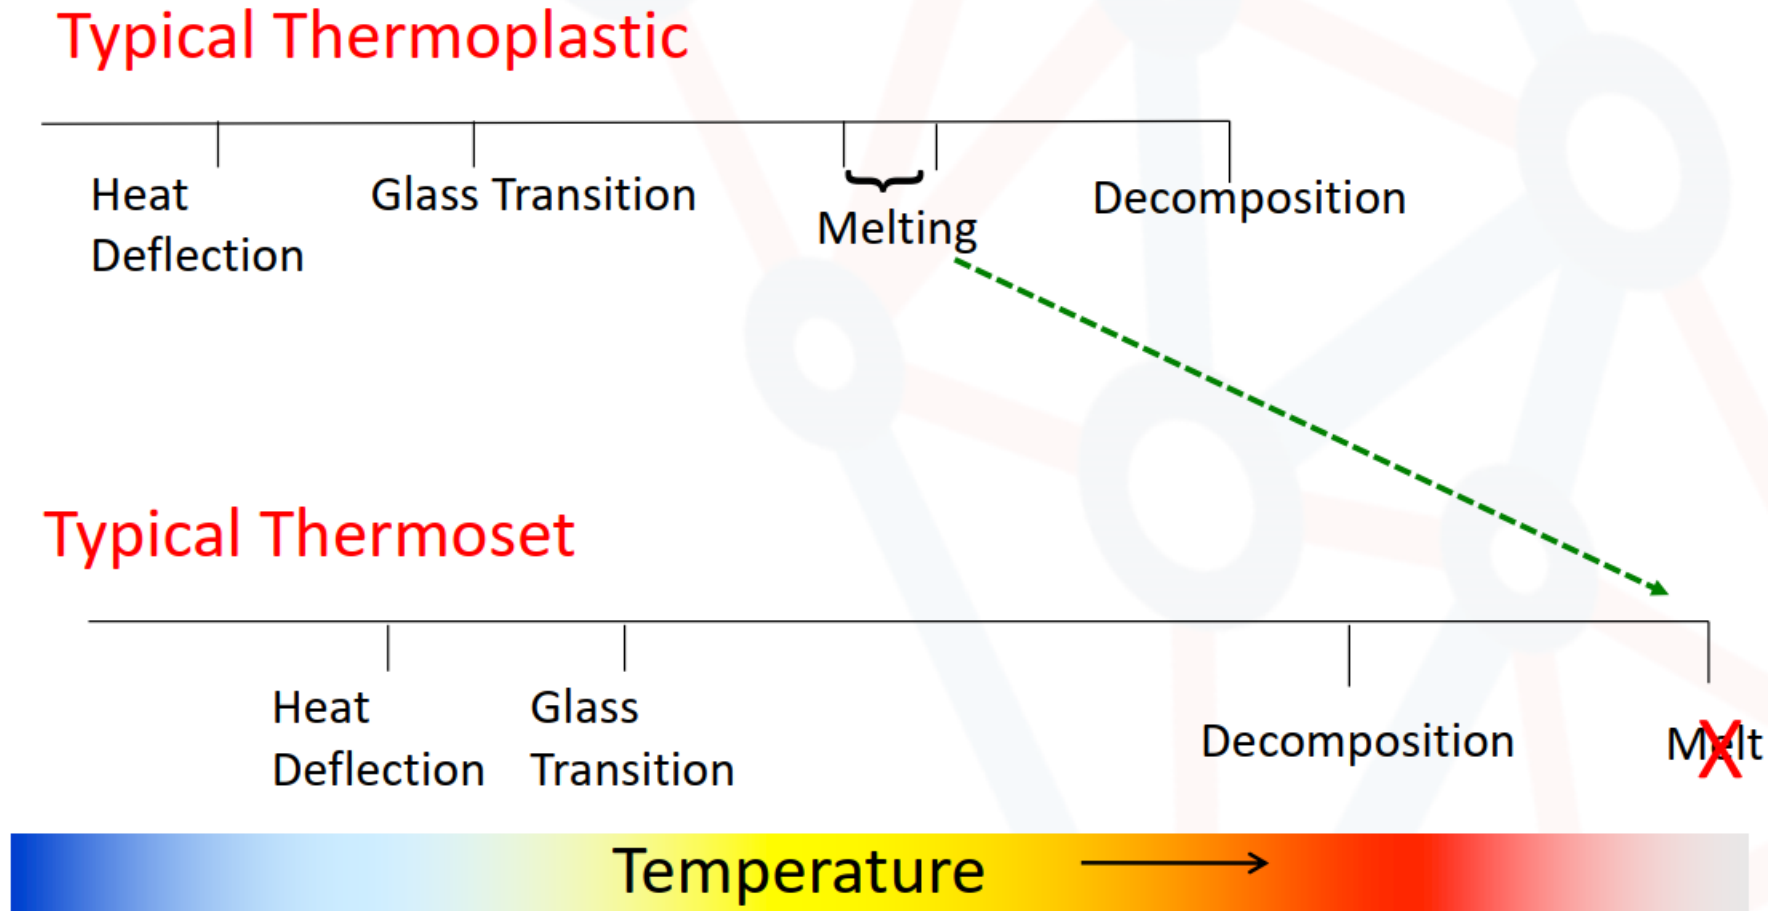 Typical Thermoplastic
Heat
Deflection
Glass Transition
Melting
Decomposition
Typical Thermoset
Heat
Deflection
Glass
Transition
Decomposition
Melt
Temperature